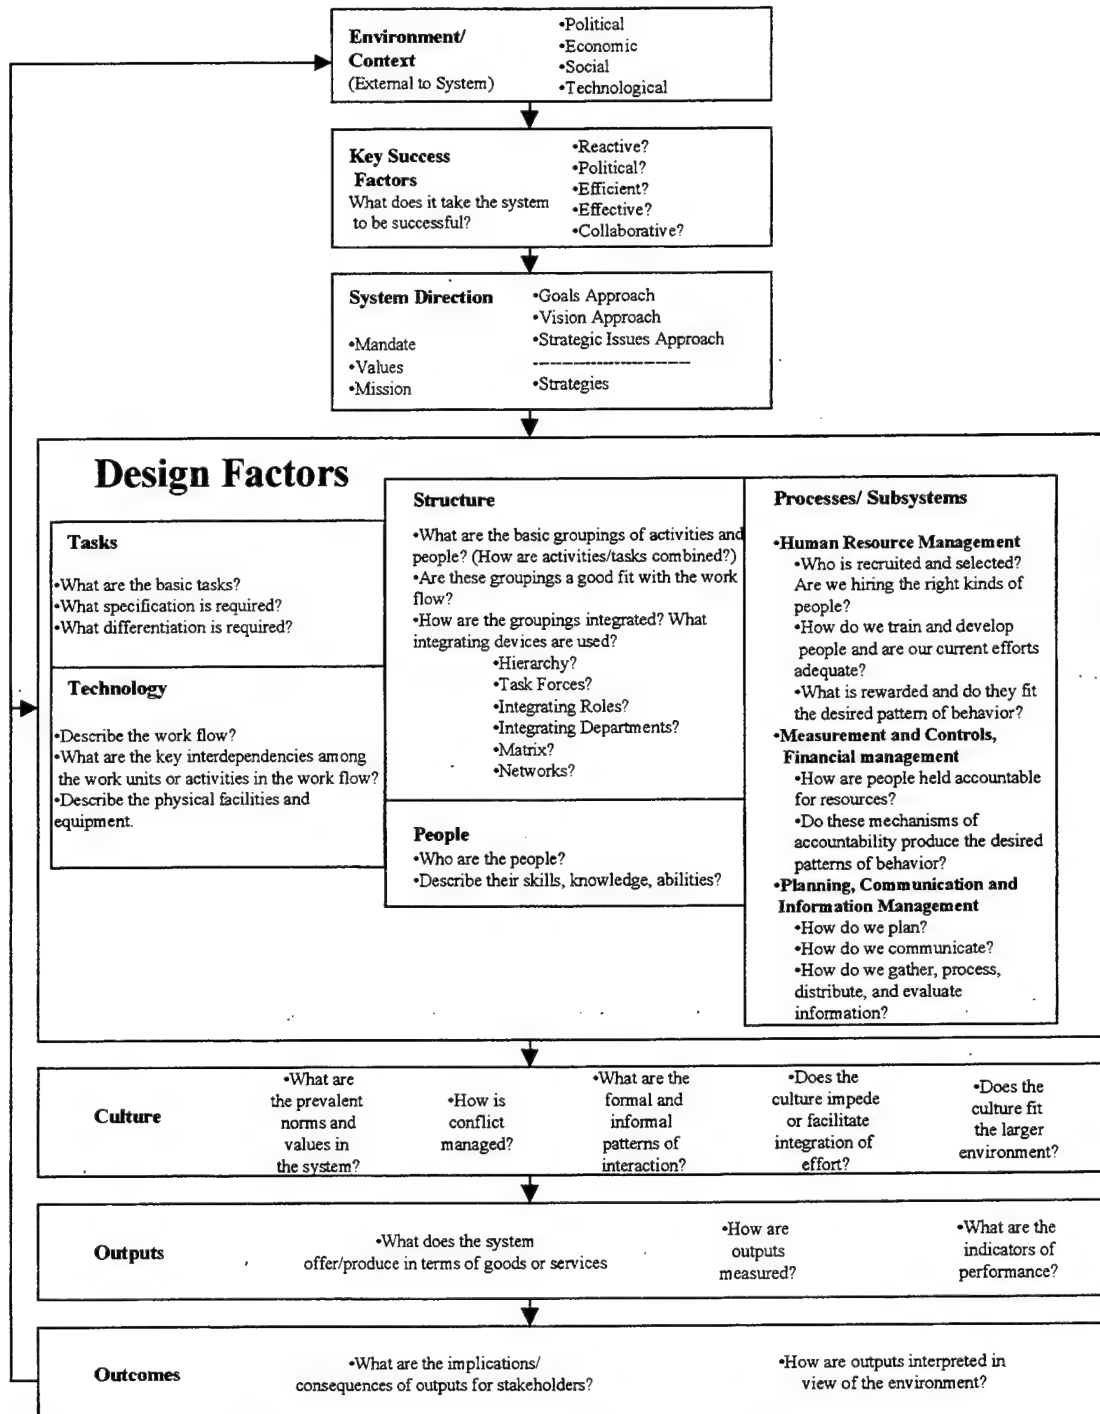 Environment/
Context
(External to System)
•Political
•Economic
•Social
•Technological
Key Success
Factors
What does it take the system
to be successful?
•Reactive?
•Political?
•Efficient?
•Effective?
•Collaborative?
System Direction
•Mandate
•Values
•Mission
•Goals Approach
•Vision Approach
•Strategic Issues Approach
------------------------
•Strategies
Design Factors
Tasks
•What are the basic tasks?
•What specification is required?
•What differentiation is required?
Technology
•Describe the work flow?
•What are the key interdependencies among
the work units or activities in the work flow?
•Describe the physical facilities and
equipment.
Structure
•What are the basic groupings of activities and
people? (How are activities/tasks combined?)
•Are these groupings a good fit with the work
flow?
•How are the groupings integrated? What
integrating devices are used?
•Hierarchy?
•Task Forces?
•Integrating Roles?
•Integrating Departments?
•Matrix?
•Networks?
People
•Who are the people?
•Describe their skills, knowledge, abilities?
Processes/ Subsystems
•Human Resource Management
•Who is recruited and selected?
Are we hiring the right kinds of
people?
•How do we train and develop
people and are our current efforts
adequate?
•What is rewarded and do they fit
the desired pattern of behavior?
•Measurement and Controls,
Financial management
•How are people held accountable
for resources?
•Do these mechanisms of
accountability produce the desired
patterns of behavior?
•Planning, Communication and
Information Management
•How do we plan?
•How do we communicate?
•How do we gather, process,
distribute, and evaluate
information?
Culture
•What are
the prevalent
norms and
values in
the system?
•How is
conflict
managed?
•What are the
formal and
informal
patterns of
interaction?
•Does the
culture impede
or facilitate
integration of
effort?
•Does the
culture fit
the larger
environment?
Outputs
•What does the system
offer/produce in terms of goods or services
•How are
outputs
measured?
•What are the
indicators of
performance?
Outcomes
•What are the implications/
consequences of outputs for stakeholders?
•How are outputs interpreted in
view of the environment?